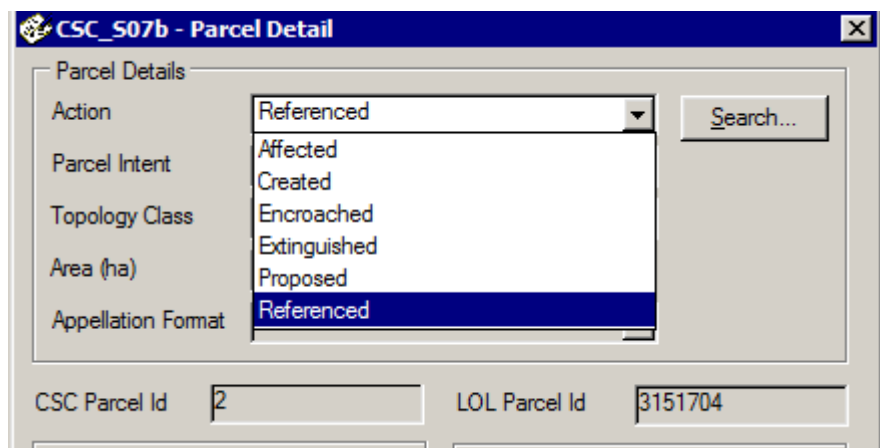 CSC_S07b - Parcel Detail
Parcel Details
Action
Referenced
Search...
Affected
Parcel Intent
Created
Topology Class
Encroached
Extinguished
Area (ha)
Proposed
Appellation Format
Referenced
CSC Parcel Id
2
LOL Parcel Id
3151704